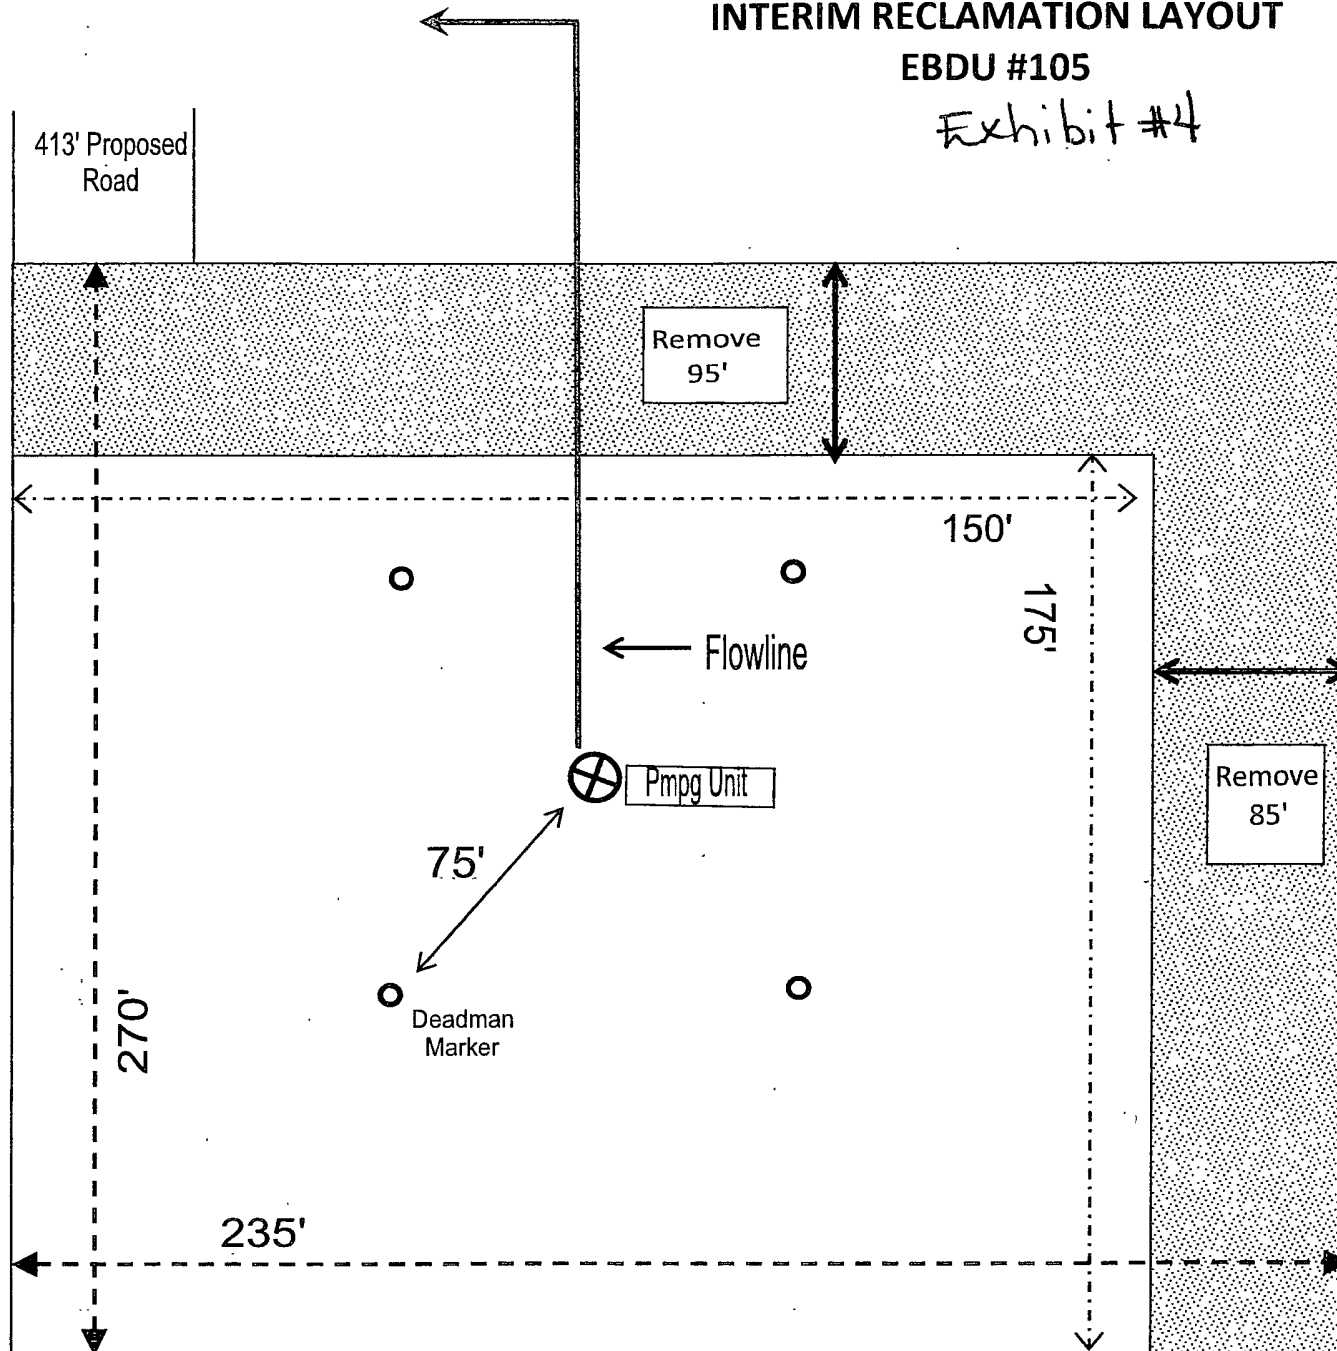 INTERIM RECLAMATION LAYOUT
EBDU #105
Exhibit #4
413' Proposed
Road
Remove
95'
150'
175'
Flowline
Pmpg Unit
Remove
85'
75'
Deadman
Marker
270'
235'